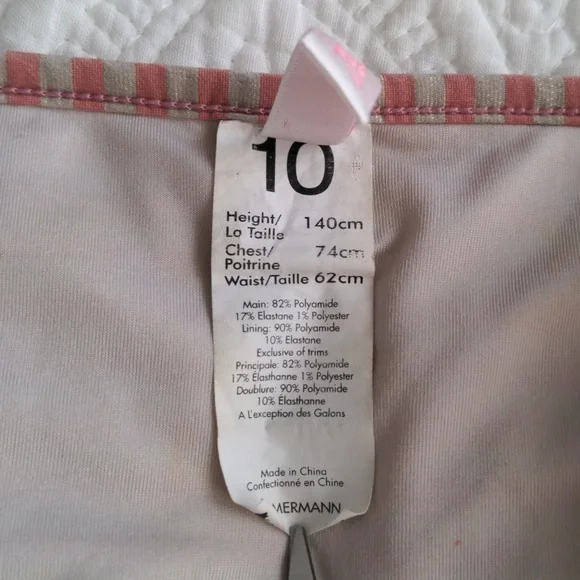 10
Height/ 140cm
La Taille
Chest/ 74cm
Poitrine
Waist/Taille 62cm
Main: 82% Polyamide
17% Elastane 1% Polyester
Lining: 90% Polyamide
10% Elastane
Exclusive of trims
Principale: 82% Polyamide
17% Élasthanne 1% Polyester
Doublure: 90% Polyamide
10% Élasthanne
A L'exception des Galons
Made in China
Confectionné en Chine
MERMANN